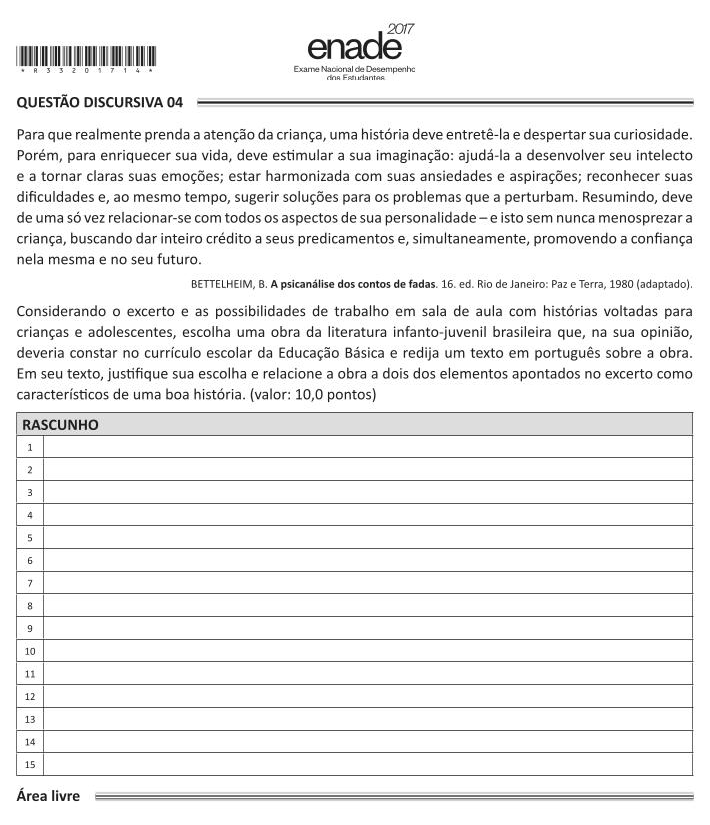 2017
enade
Exame Nacional de Desempenho
dos Estudantes
*R3320171 4*
QUESTÃO DISCURSIVA 04
Para que realmente prenda a atenção da criança, uma história deve entretê-la e despertar sua curiosidade.
Porém, para enriquecer sua vida, deve estimular a sua imaginação: ajudá-la a desenvolver seu intelecto
e a tornar claras suas emoções; estar harmonizada com suas ansiedades e aspirações; reconhecer suas
dificuldades e, ao mesmo tempo, sugerir soluções para os problemas que a perturbam. Resumindo, deve
de uma só vez relacionar-se com todos os aspectos de sua personalidade – e isto sem nunca menosprezar a
criança, buscando dar inteiro crédito a seus predicamentos e, simultaneamente, promovendo a confiança
nela mesma e no seu futuro.
BETTELHEIM, B. A psicanálise dos contos de fadas. 16. ed. Rio de Janeiro: Paz e Terra, 1980 (adaptado).
Considerando o excerto e as possibilidades de trabalho em sala de aula com histórias voltadas para
crianças e adolescentes, escolha uma obra da literatura infanto-juvenil brasileira que, na sua opinião,
deveria constar no currículo escolar da Educação Básica e redija um texto em português sobre a obra.
Em seu texto, justifique sua escolha e relacione a obra a dois dos elementos apontados no excerto como
característicos de uma boa história. (valor: 10,0 pontos)
RASCUNHO
1
2
3
4
5
6
7
8
9
10
11
12
13
14
15
Área livre